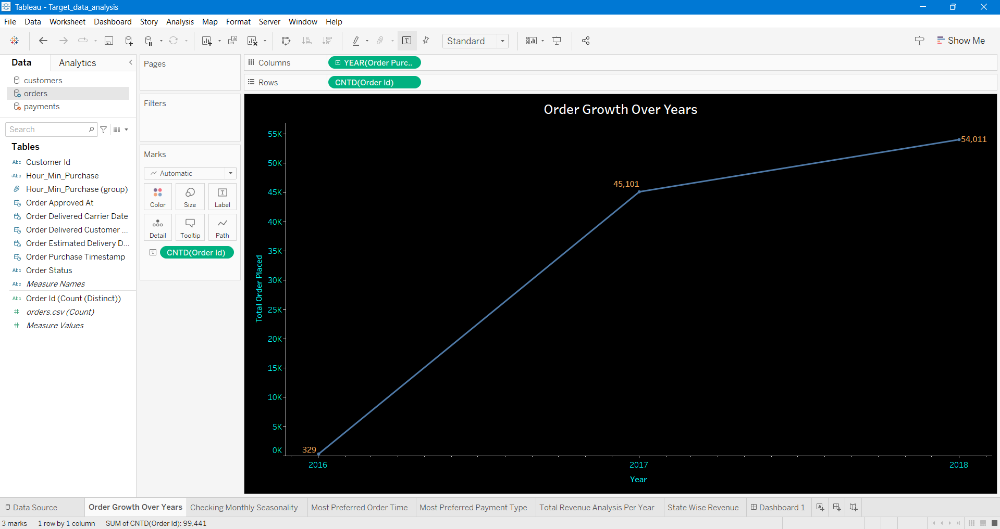 Tableau - Target_data_analysis
File Data Worksheet Dashboard Story Analysis Map Format Server Window Help
Standard
Show Me
Data Analytics
customers
orders
payments
Search
Tables
Abc Customer Id
=Abc Hour_Min_Purchase
Hour_Min_Purchase (group)
Order Approved At
Order Delivered Carrier Date
Order Delivered Customer ...
Order Estimated Delivery D...
Order Purchase Timestamp
Abc Order Status
Abc Measure Names
Abc Order Id (Count (Distinct))
# orders.csv (Count)
# Measure Values
Pages
Filters
Marks
Automatic
Color Size Label
Detail Tooltip Path
CNTD(Order Id)
Columns YEAR(Order Purc..
Rows CNTD(Order Id)
Order Growth Over Years
Total Order Placed
55K
50K
45K
40K
35K
30K
25K
20K
15K
10K
5K
0K
54,011
45,101
329
2016 2017 2018
Year
Data Source Order Growth Over Years Checking Monthly Seasonality Most Preferred Order Time Most Preferred Payment Type Total Revenue Analysis Per Year State Wise Revenue Dashboard 1
3 marks 1 row by 1 column SUM of CNTD(Order Id): 99,441